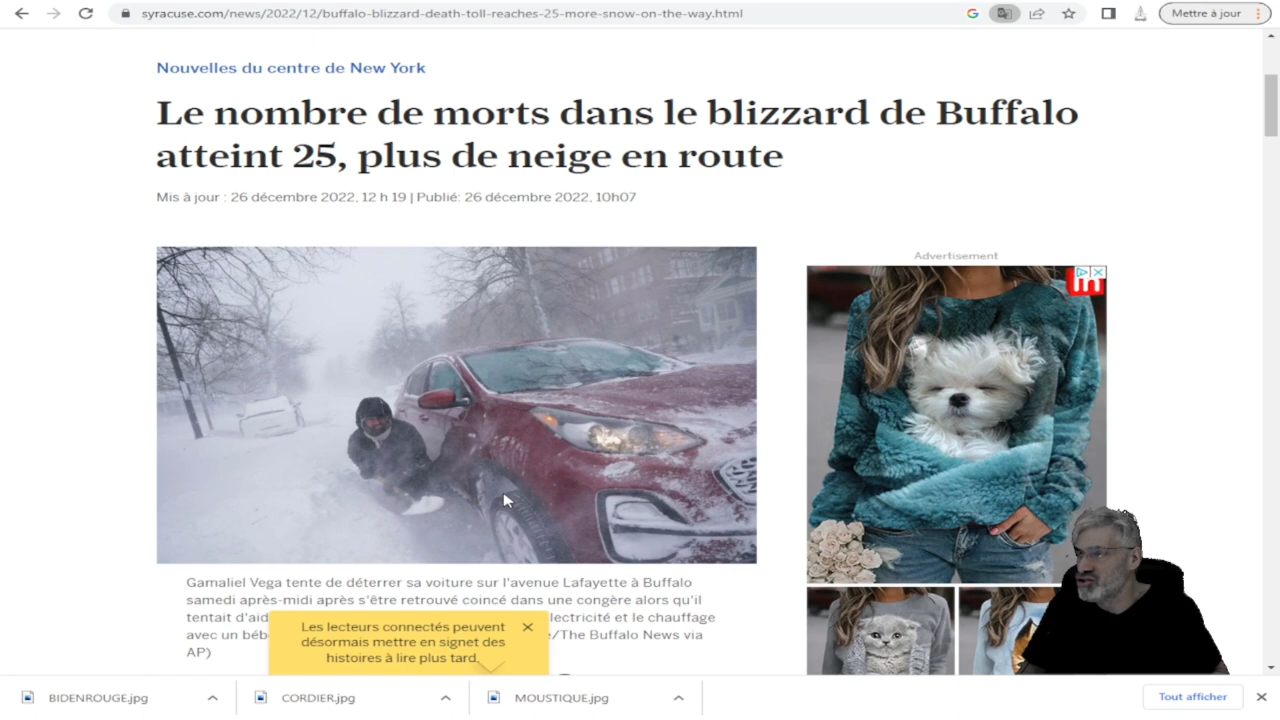 syracuse.com/news/2022/12/buffalo-blizzard-death-toll-reaches-25-more-snow-on-the-way.html
Mettre à jour
Nouvelles du centre de New York
Le nombre de morts dans le blizzard de Buffalo
atteint 25, plus de neige en route
Mis à jour : 26 décembre 2022, 12 h 19 | Publié: 26 décembre 2022, 10h07
Advertisement
Gamaliel Vega tente de déterrer sa voiture sur l'avenue Lafayette à Buffalo
samedi après-midi après s'être retrouvé coincé dans une congère alors qu'il
tentait lectricité et le chauffage
avec un /The Buffalo News via
AP)
Les lecteurs connectés peuvent
désormais mettre en signet des
histoires à lire plus tard.
BIDENROUGE.jpg
CORDIER.jpg
MOUSTIQUE.jpg
Tout afficher